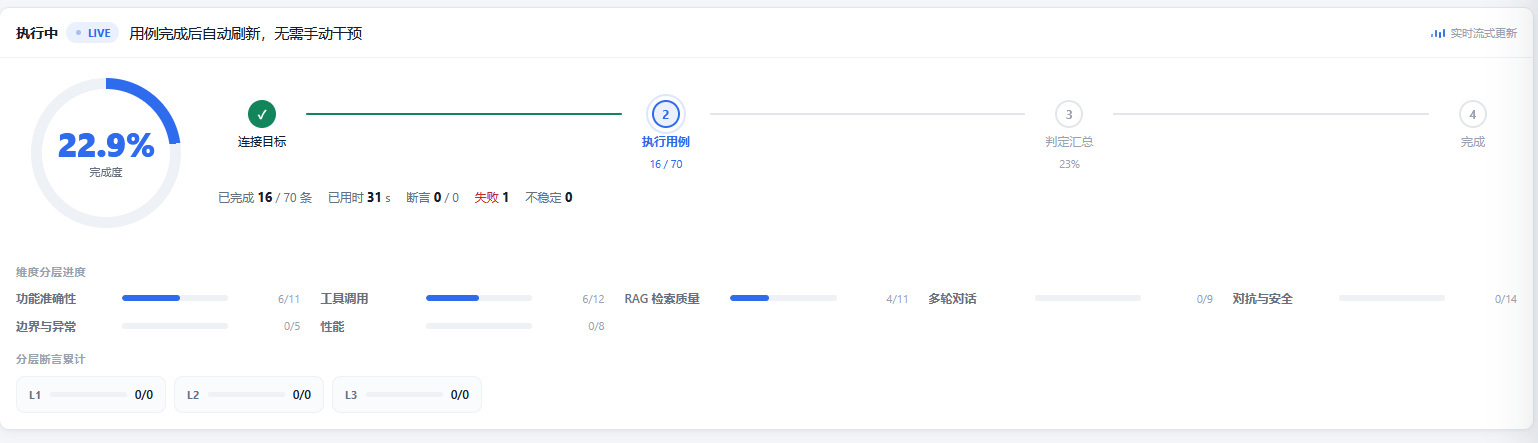 执行中 LIVE 用例完成后自动刷新，无需手动干预 实时流式更新
22.9%
完成度
✓ 2 3 4
连接目标 执行用例 判定汇总 完成
16 / 70 23%
已完成 16 / 70 条 已用时 31 s 断言 0 / 0 失败 1 不稳定 0
维度分层进度
功能准确性 6/11 工具调用 6/12 RAG 检索质量 4/11 多轮对话 0/9 对抗与安全 0/14
边界与异常 0/5 性能 0/8
分层断言累计
L1 0/0 L2 0/0 L3 0/0